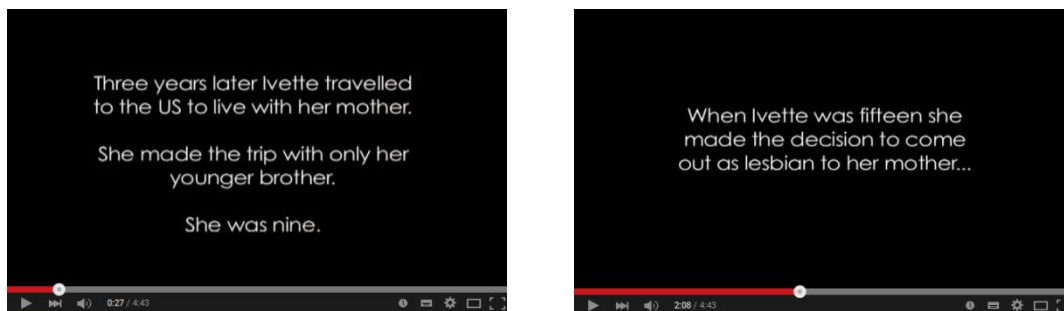 Three years later Ivette travelled
to the US to live with her mother.
She made the trip with only her
younger brother.
She was nine.
0:27 / 4:43
When Ivette was fifteen she
made the decision to come
out as lesbian to her mother...
2:08 / 4:43